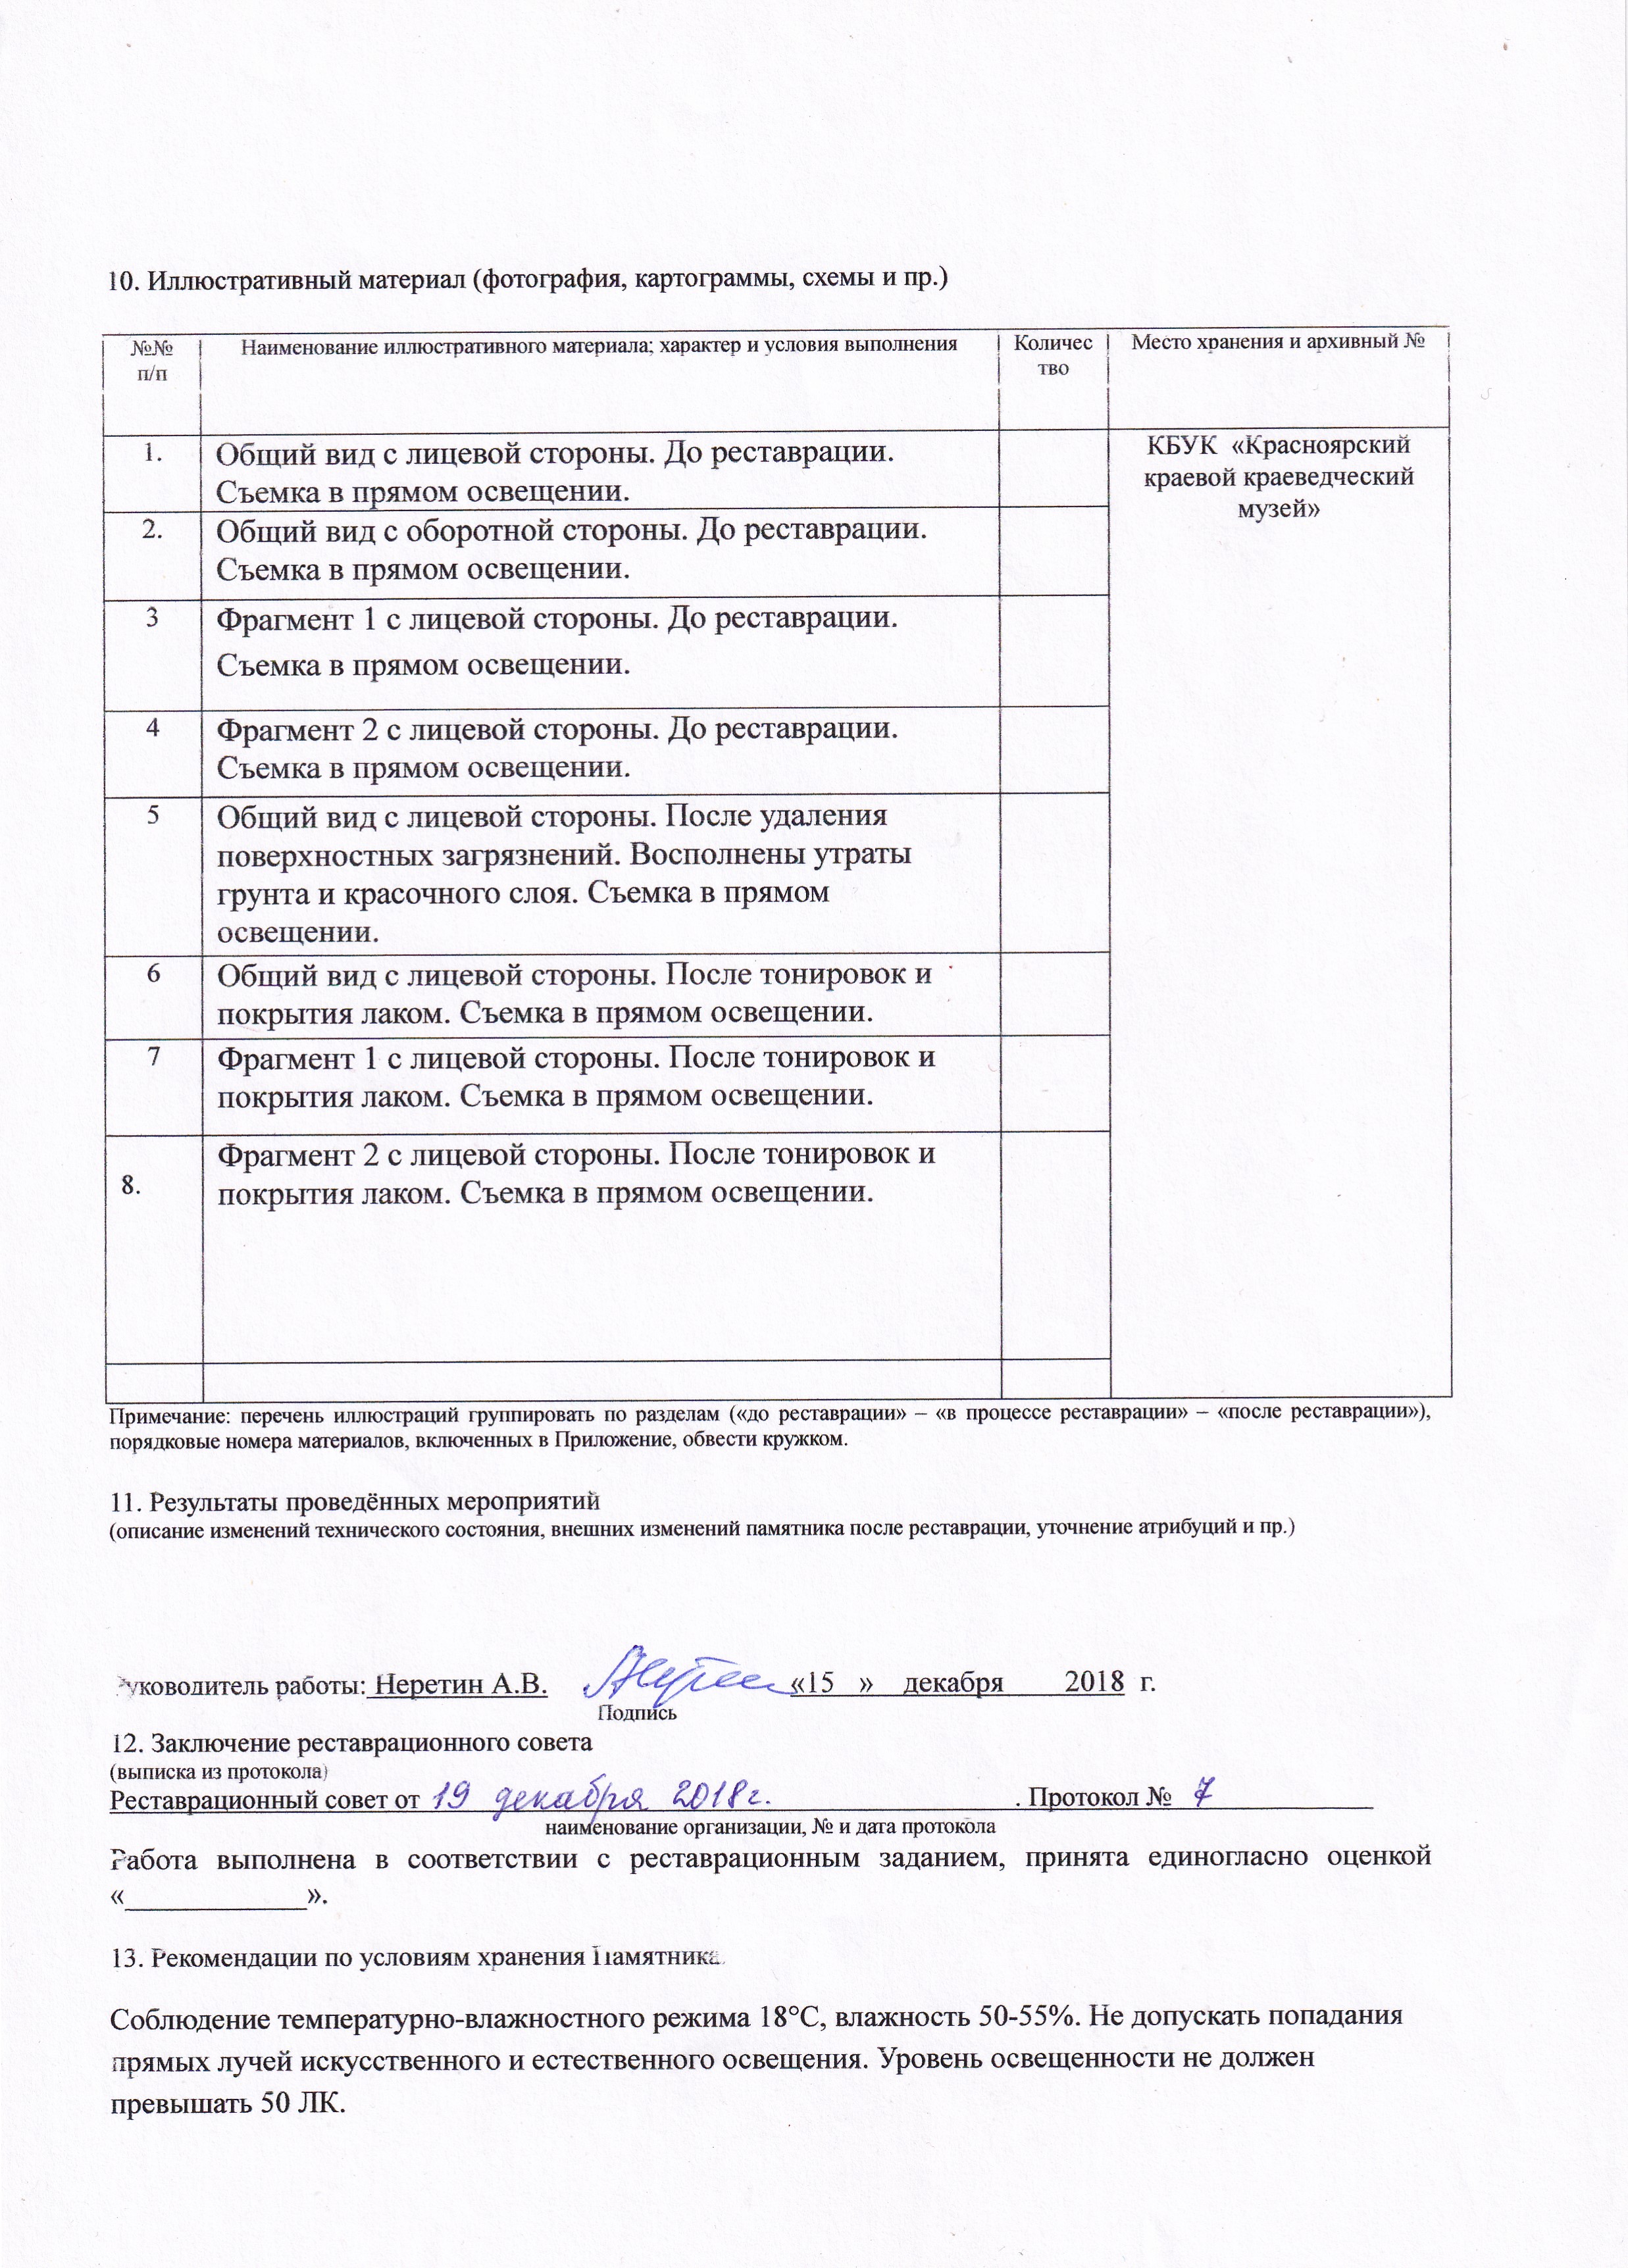 10. Иллюстративный материал (фотография, картограммы, схемы и пр.)
№№ Наименование иллюстративного материала; характер и условия выполнения Количес Место хранения и архивный №
п/п тво
1. Общий вид с лицевой стороны. До реставрации. КБУК «Красноярский
Съемка в прямом освещении. краевой краеведческий
музей»
2. Общий вид с оборотной стороны. До реставрации.
Съемка в прямом освещении.
3 Фрагмент 1 с лицевой стороны. До реставрации.
Съемка в прямом освещении.
4 Фрагмент 2 с лицевой стороны. До реставрации.
Съемка в прямом освещении.
5 Общий вид с лицевой стороны. После удаления
поверхностных загрязнений. Восполнены утраты
грунта и красочного слоя. Съемка в прямом
освещении.
6 Общий вид с лицевой стороны. После тонировок и
покрытия лаком. Съемка в прямом освещении.
7 Фрагмент 1 с лицевой стороны. После тонировок и
покрытия лаком. Съемка в прямом освещении.
8. Фрагмент 2 с лицевой стороны. После тонировок и
покрытия лаком. Съемка в прямом освещении.
Примечание: перечень иллюстраций группировать по разделам («до реставрации» – «в процессе реставрации» – «после реставрации»),
порядковые номера материалов, включенных в Приложение, обвести кружком.
11. Результаты проведённых мероприятий
(описание изменений технического состояния, внешних изменений памятника после реставрации, уточнение атрибуций и пр.)
Руководитель работы: Неретин А.В. «15 » декабря 2018 г.
Подпись
12. Заключение реставрационного совета
(выписка из протокола)
Реставрационный совет от 19 декабря 2018г. . Протокол № 7
наименование организации, № и дата протокола
Работа выполнена в соответствии с реставрационным заданием, принята единогласно оценкой
«_____________».
13. Рекомендации по условиям хранения Памятника.
Соблюдение температурно-влажностного режима 18°С, влажность 50-55%. Не допускать попадания
прямых лучей искусственного и естественного освещения. Уровень освещенности не должен
превышать 50 ЛК.